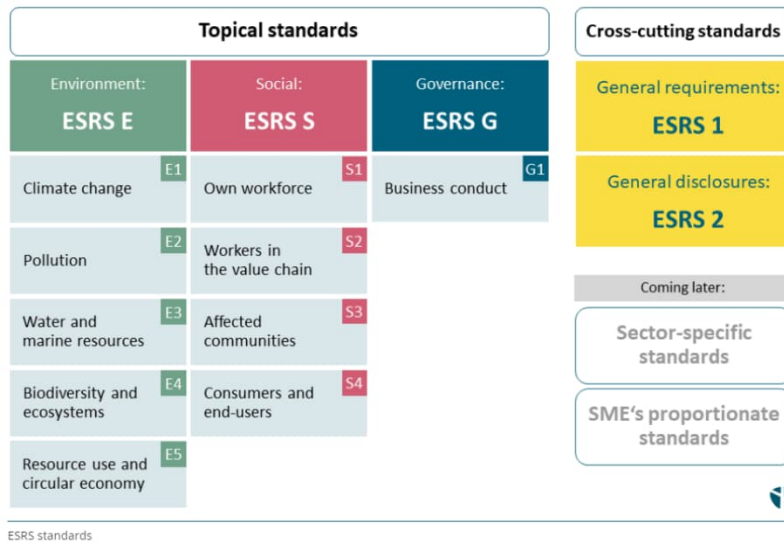 Topical standards
Cross-cutting standards
Environment:
ESRS E
Social:
ESRS S
Governance:
ESRS G
General requirements:
ESRS 1
General disclosures:
ESRS 2
E1
Climate change
S1
Own workforce
G1
Business conduct
E2
Pollution
S2
Workers in
the value chain
E3
Water and
marine resources
S3
Affected
communities
E4
Biodiversity and
ecosystems
S4
Consumers and
end-users
E5
Resource use and
circular economy
Coming later:
Sector-specific
standards
SME‘s proportionate
standards
ESRS standards